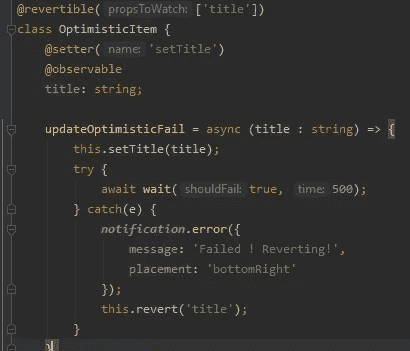 @revertible( propsToWatch: ['title'])
class OptimisticItem {
    @setter( name: 'setTitle')
    @observable
    title: string;

    updateOptimisticFail = async (title : string) => {
        this.setTitle(title);
        try {
            await wait( shouldFail: true, time: 500);
        } catch(e) {
            notification.error({
                message: 'Failed ! Reverting!',
                placement: 'bottomRight'
            });
            this.revert('title');
        }
    }